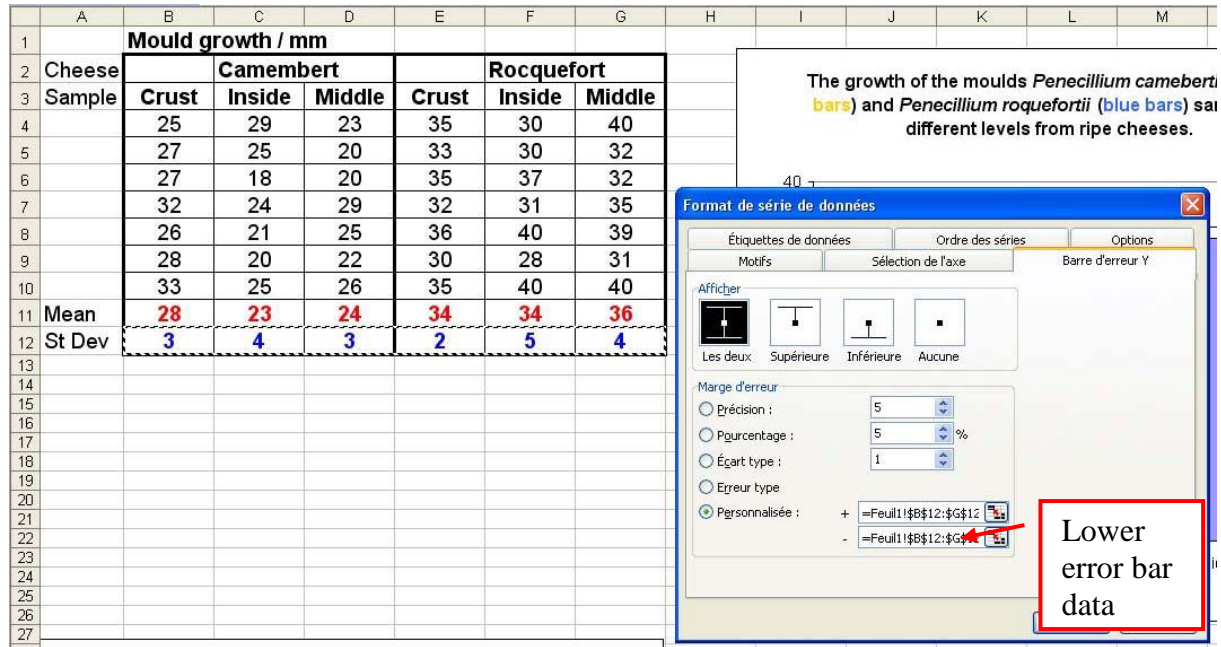 A B C D E F G H I J K L M
1 Mould growth / mm
2 Cheese Camembert Rocquefort
3 Sample Crust Inside Middle Crust Inside Middle
4 25 29 23 35 30 40
5 27 25 20 33 30 32
6 27 18 20 35 37 32
7 32 24 29 32 31 35
8 26 21 25 36 40 39
9 28 20 22 30 28 31
10 33 25 26 35 40 40
11 Mean 28 23 24 34 34 36
12 St Dev 3 4 3 2 5 4
13
14
15
16
17
18
19
20
21
22
23
24
25
26
27
The growth of the moulds Penecillium cameberti
bars) and Penecillium roquefortii (blue bars) sa
different levels from ripe cheeses.
40
Format de série de données
Étiquettes de données Ordre des séries Options
Motifs Sélection de l'axe Barre d'erreur Y
Afficher
Les deux Supérieure Inférieure Aucune
Marge d'erreur
Précision : 5
Pourcentage : 5 %
Écart type : 1
Erreur type
Personnalisée : + =Feuil1!$B$12:$G$12
- =Feuil1!$B$12:$G$
Lower
error bar
data